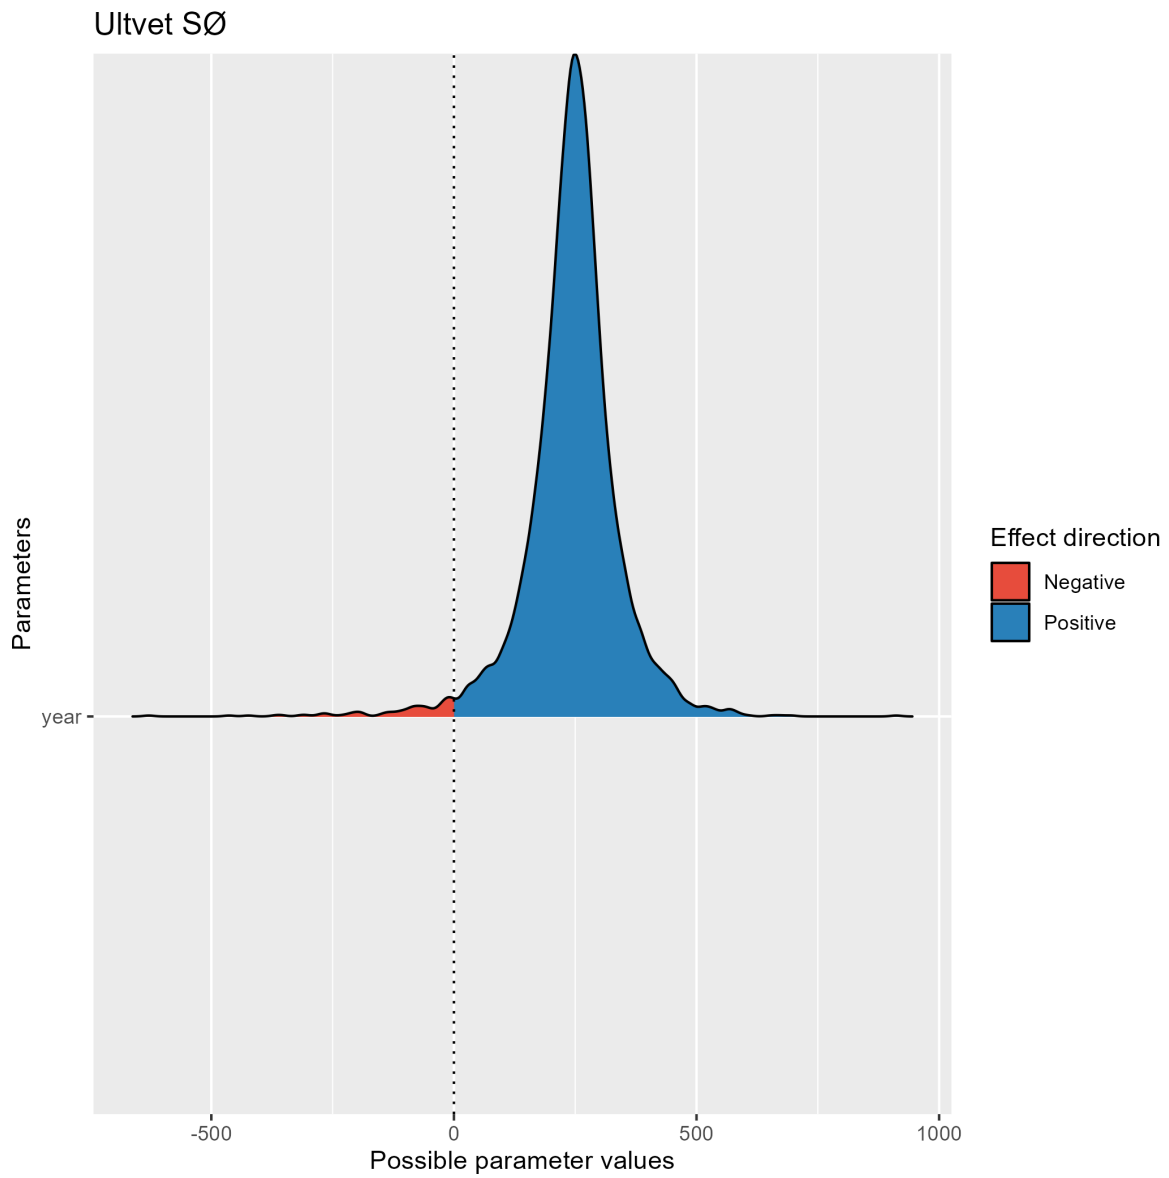 Ultvet SØ
Parameters
year
Effect direction
Negative
Positive
-500 0 500 1000
Possible parameter values